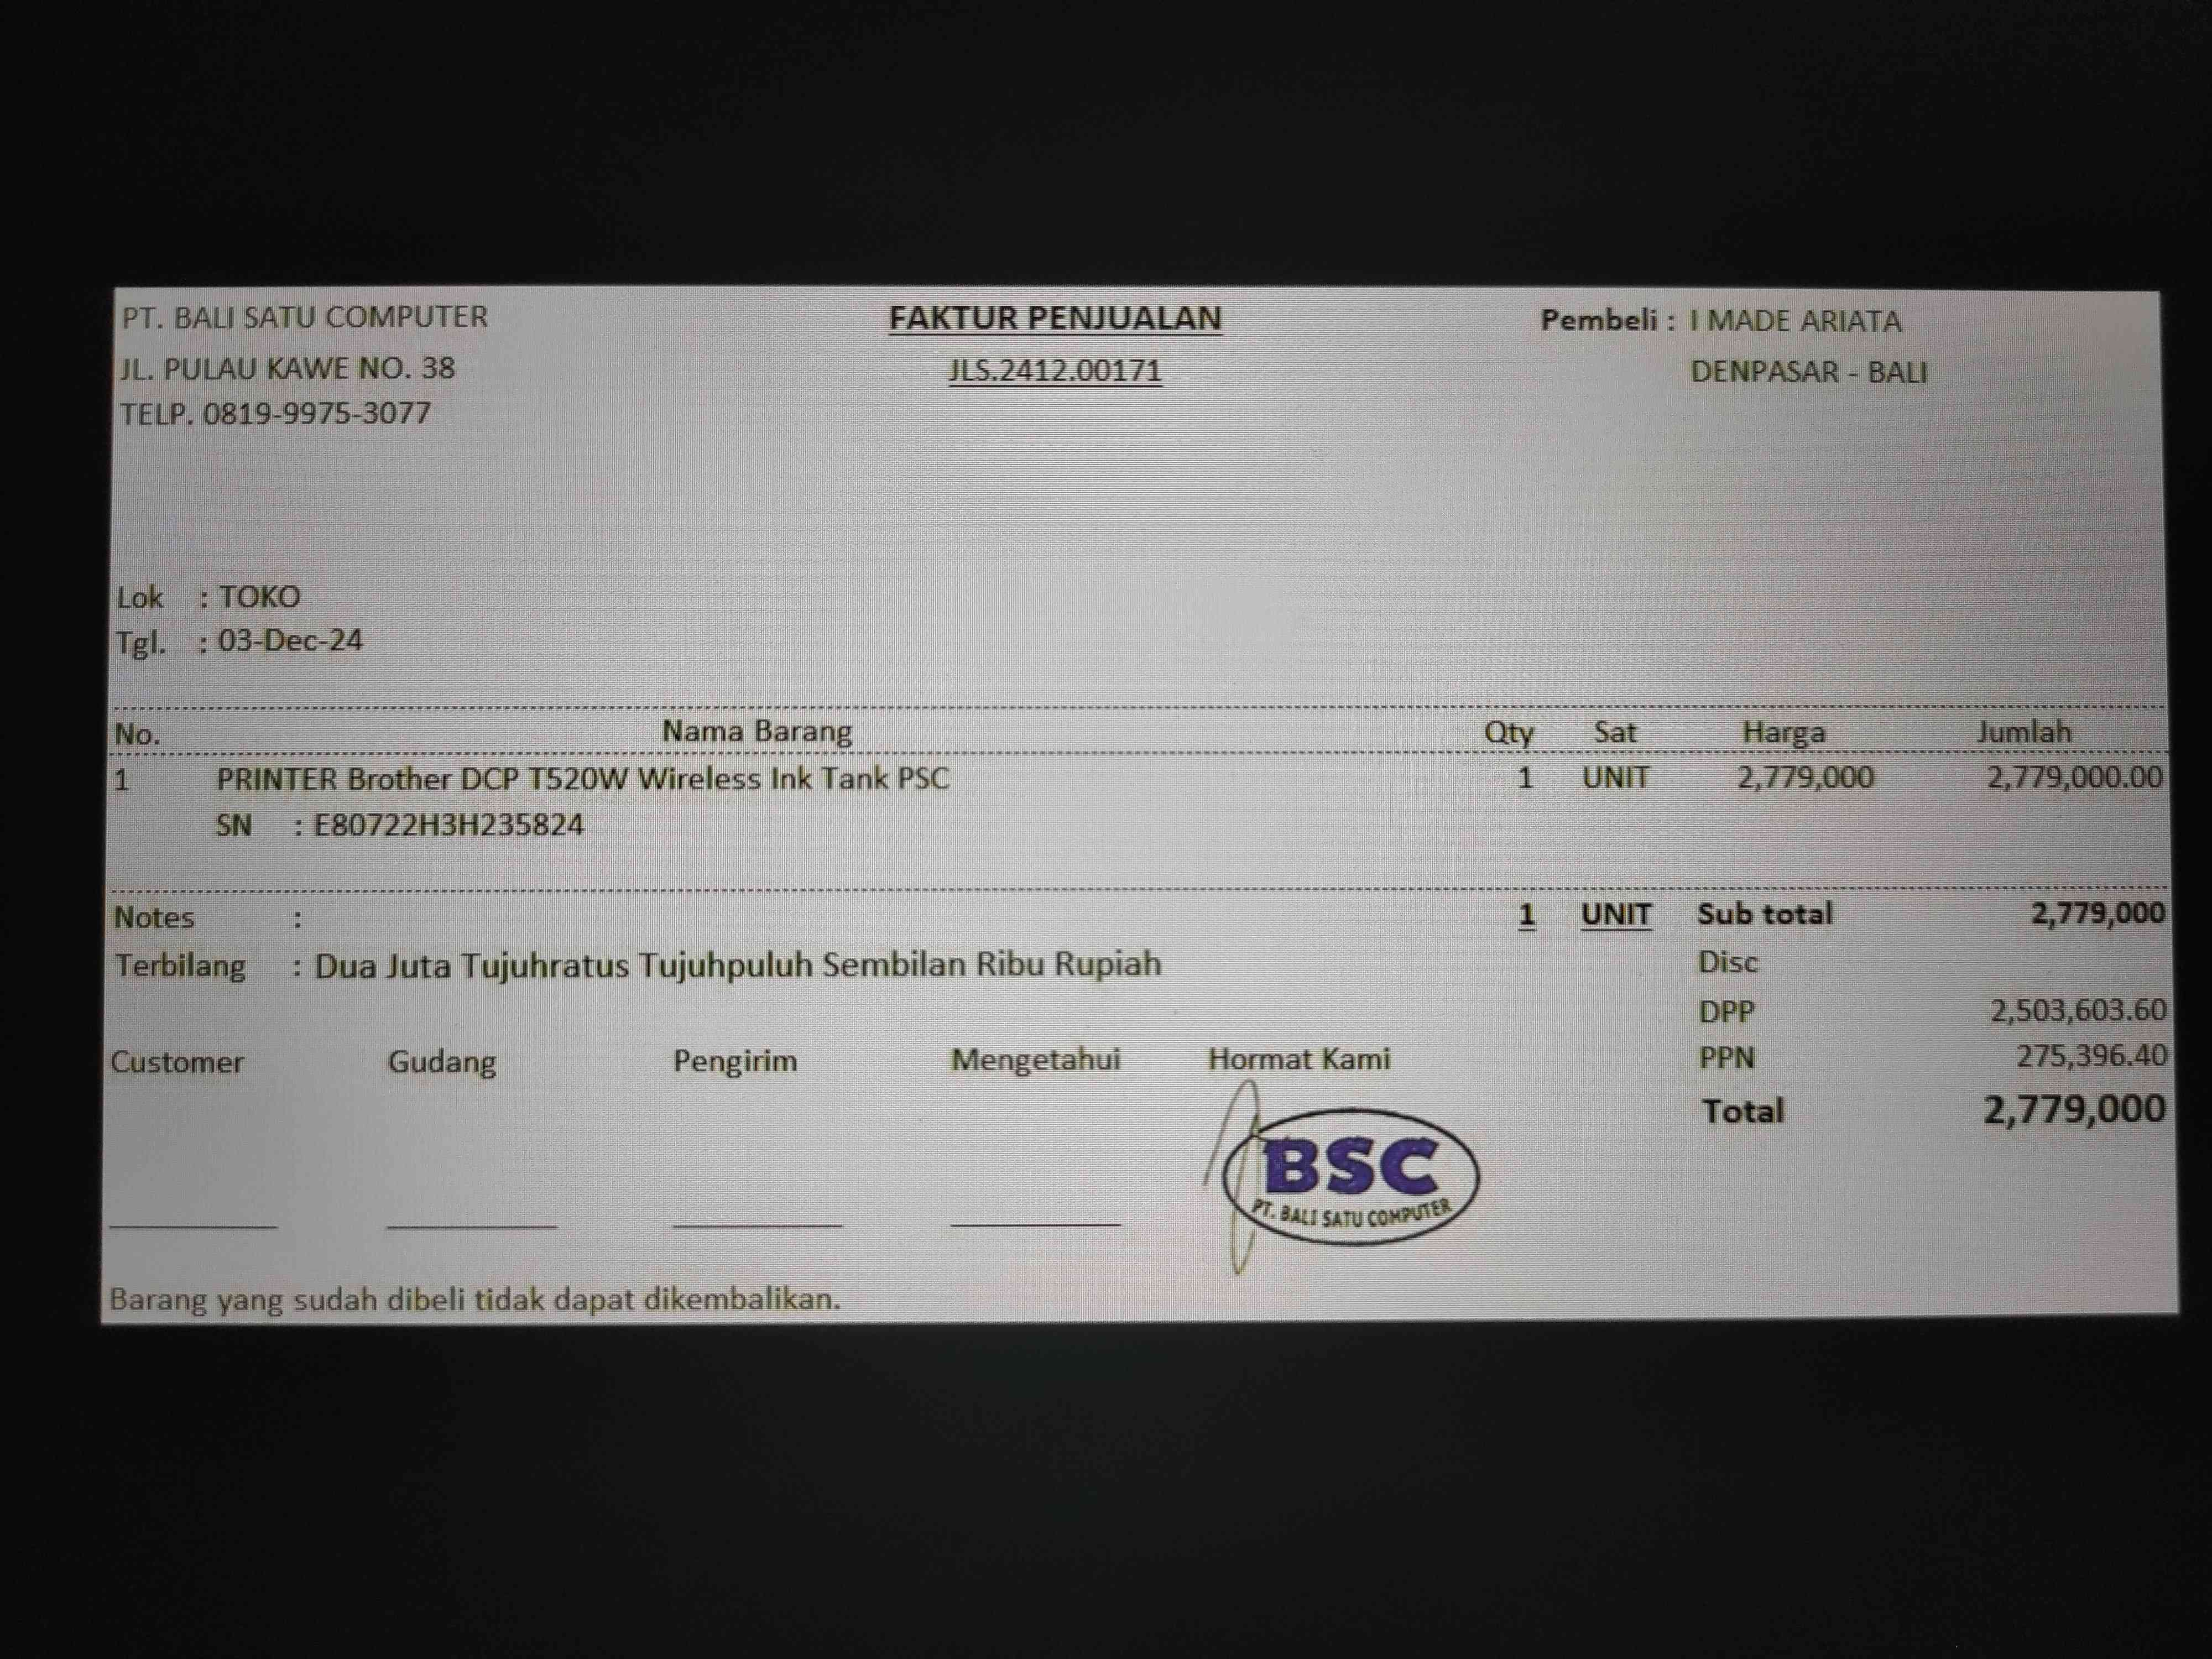 PT. BALI SATU COMPUTER
JL. PULAU KAWE NO. 38
TELP. 0819-9975-3077
FAKTUR PENJUALAN
JLS.2412.00171
Pembeli : I MADE ARIATA
DENPASAR - BALI
Lok : TOKO
Tgl. : 03-Dec-24
No. Nama Barang Qty Sat Harga Jumlah
1 PRINTER Brother DCP T520W Wireless Ink Tank PSC 1 UNIT 2,779,000 2,779,000.00
SN : E80722H3H235824
Notes : 1 UNIT Sub total 2,779,000
Terbilang : Dua Juta Tujuhratus Tujuhpuluh Sembilan Ribu Rupiah Disc
DPP 2,503,603.60
Customer Gudang Pengirim Mengetahui Hormat Kami PPN 275,396.40
Total 2,779,000
BSC
PT. BALI SATU COMPUTER
Barang yang sudah dibeli tidak dapat dikembalikan.